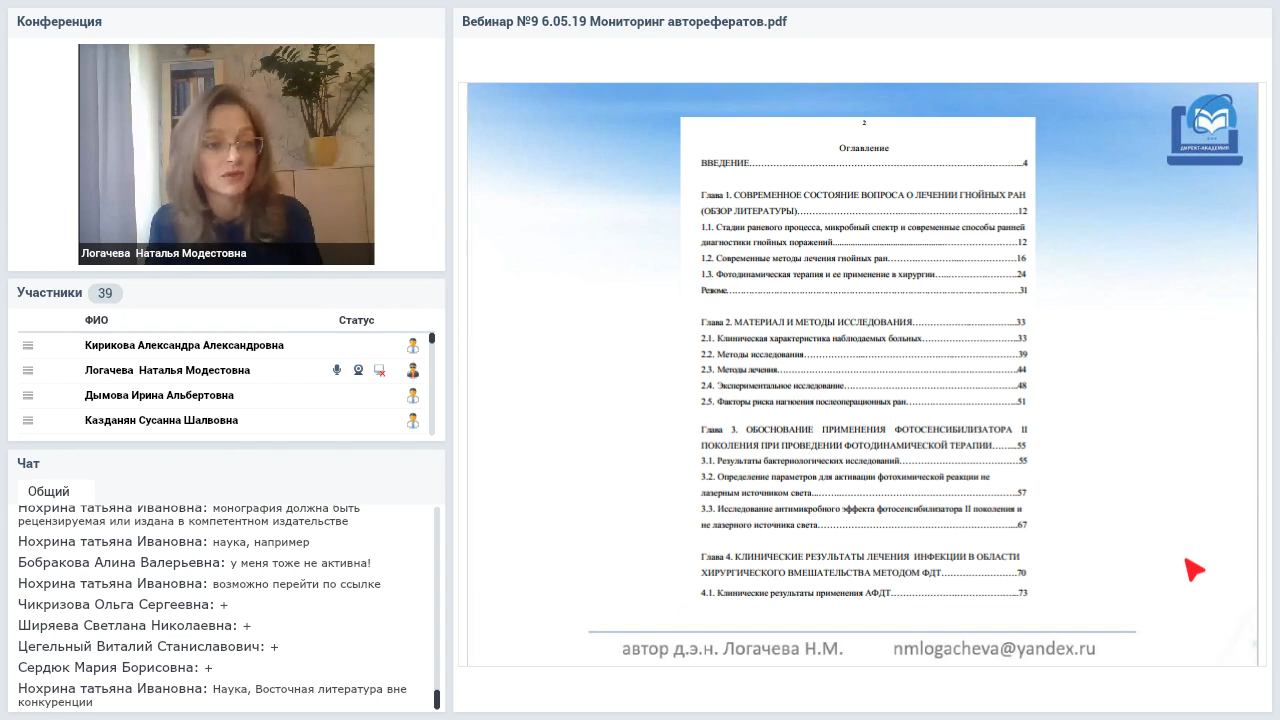 Конференция
Логачева Наталья Модестовна
Участники 39
ФИО Статус
Кирикова Александра Александровна
Логачева Наталья Модестовна
Дымова Ирина Альбертовна
Казданян Сусанна Шалвовна
Чат
Общий
Нохрина татьяна Ивановна: монография должна быть
рецензируемая или издана в компетентном издательстве
Нохрина татьяна Ивановна: наука, например
Бобракова Алина Валерьевна: у меня тоже не активна!
Нохрина татьяна Ивановна: возможно перейти по ссылке
Чикризова Ольга Сергеевна: +
Ширяева Светлана Николаевна: +
Цегельный Виталий Станиславович: +
Сердюк Мария Борисовна: +
Нохрина татьяна Ивановна: Наука, Восточная литература вне
конкуренции
Вебинар №9 6.05.19 Мониторинг авторефератов.pdf
ДИРЕКТ-АКАДЕМИЯ
2
Оглавление
ВВЕДЕНИЕ........................................................4
Глава 1. СОВРЕМЕННОЕ СОСТОЯНИЕ ВОПРОСА О ЛЕЧЕНИИ ГНОЙНЫХ РАН
(ОБЗОР ЛИТЕРАТУРЫ)........................................................12
1.1. Стадии раневого процесса, микробный спектр и современные способы ранней
диагностики гнойных поражений........................................................12
1.2. Современные методы лечения гнойных ран........................................16
1.3. Фотодинамическая терапия и ее применение в хирургии....................24
Резюме........................................................31
Глава 2. МАТЕРИАЛ И МЕТОДЫ ИССЛЕДОВАНИЯ..............................33
2.1. Клиническая характеристика наблюдаемых больных..........................33
2.2. Методы исследования........................................................39
2.3. Методы лечения........................................................44
2.4. Экспериментальное исследование........................................48
2.5. Факторы риска нагноения послеоперационных ран..............................51
Глава 3. ОБОСНОВАНИЕ ПРИМЕНЕНИЯ ФОТОСЕНСИБИЛИЗАТОРА II
ПОКОЛЕНИЯ ПРИ ПРОВЕДЕНИИ ФОТОДИНАМИЧЕСКОЙ ТЕРАПИИ........55
3.1. Результаты бактериологических исследований..............................55
3.2. Определение параметров для активации фотохимической реакции не
лазерным источником света........................................................57
3.3. Исследование антимикробного эффекта фотосенсибилизатора II поколения и
не лазерного источника света........................................................67
Глава 4. КЛИНИЧЕСКИЕ РЕЗУЛЬТАТЫ ЛЕЧЕНИЯ ИНФЕКЦИИ В ОБЛАСТИ
ХИРУРГИЧЕСКОГО ВМЕШАТЕЛЬСТВА МЕТОДОМ ФДТ....................70
4.1. Клинические результаты применения АФДТ..............................73
автор д.э.н. Логачева Н.М. nmlogacheva@yandex.ru